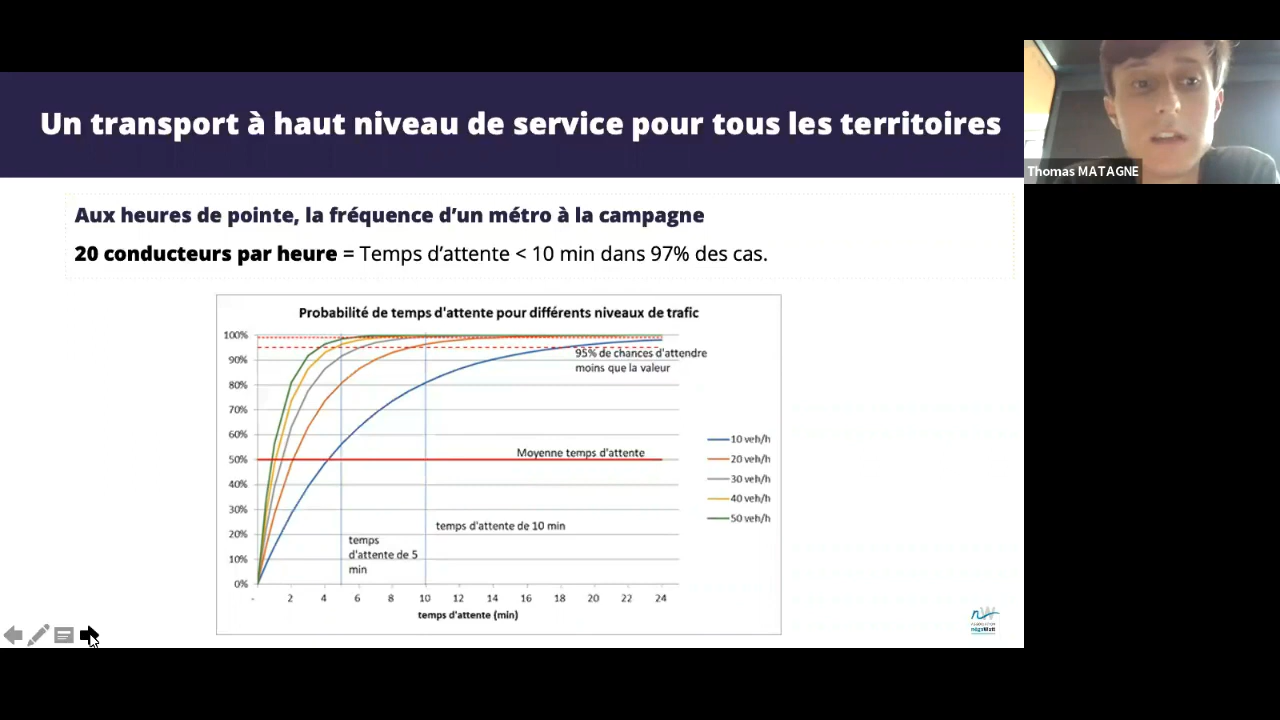 Un transport à haut niveau de service pour tous les territoires
Thomas MATAGNE
Aux heures de pointe, la fréquence d'un métro à la campagne
20 conducteurs par heure = Temps d'attente < 10 min dans 97% des cas.
Probabilité de temps d'attente pour différents niveaux de trafic
100%
90%
80%
70%
60%
50%
40%
30%
20%
10%
0%
95% de chances d'attendre
moins que la valeur
Moyenne temps d'attente
temps d'attente de 10 min
temps
d'attente de 5
min
10 veh/h
20 veh/h
30 veh/h
40 veh/h
50 veh/h
- 2 4 6 8 10 12 14 16 18 20 22 24
temps d'attente (min)
nW
négaWatt